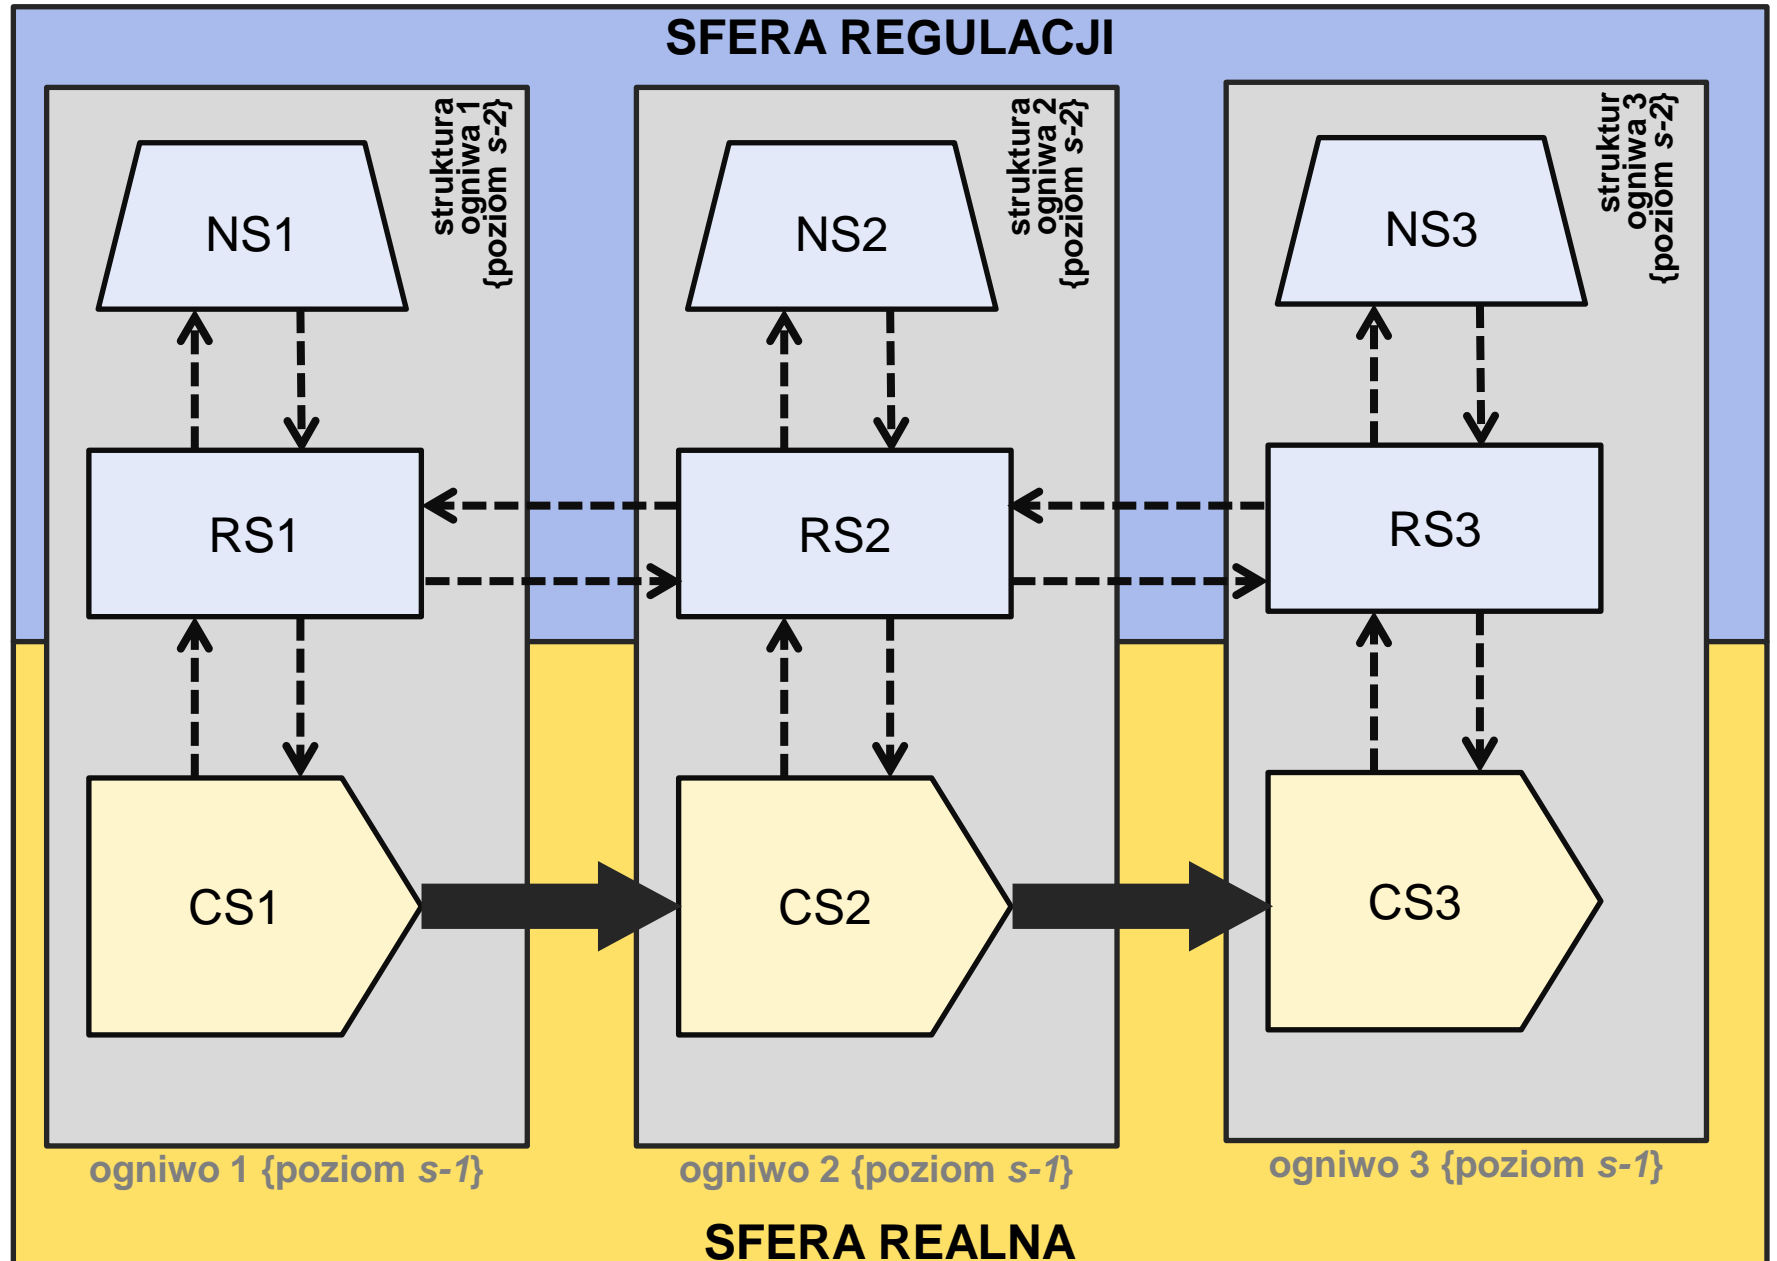 SFERA REGULACJI
struktura
ogniwa 1
{poziom s-2}
struktura
ogniwa 2
{poziom s-2}
struktur
ogniwa 3
{poziom s-2}
NS1
NS2
NS3
RS1
RS2
RS3
CS1
CS2
CS3
ogniwo 1 {poziom s-1}
ogniwo 2 {poziom s-1}
ogniwo 3 {poziom s-1}
SFERA REALNA